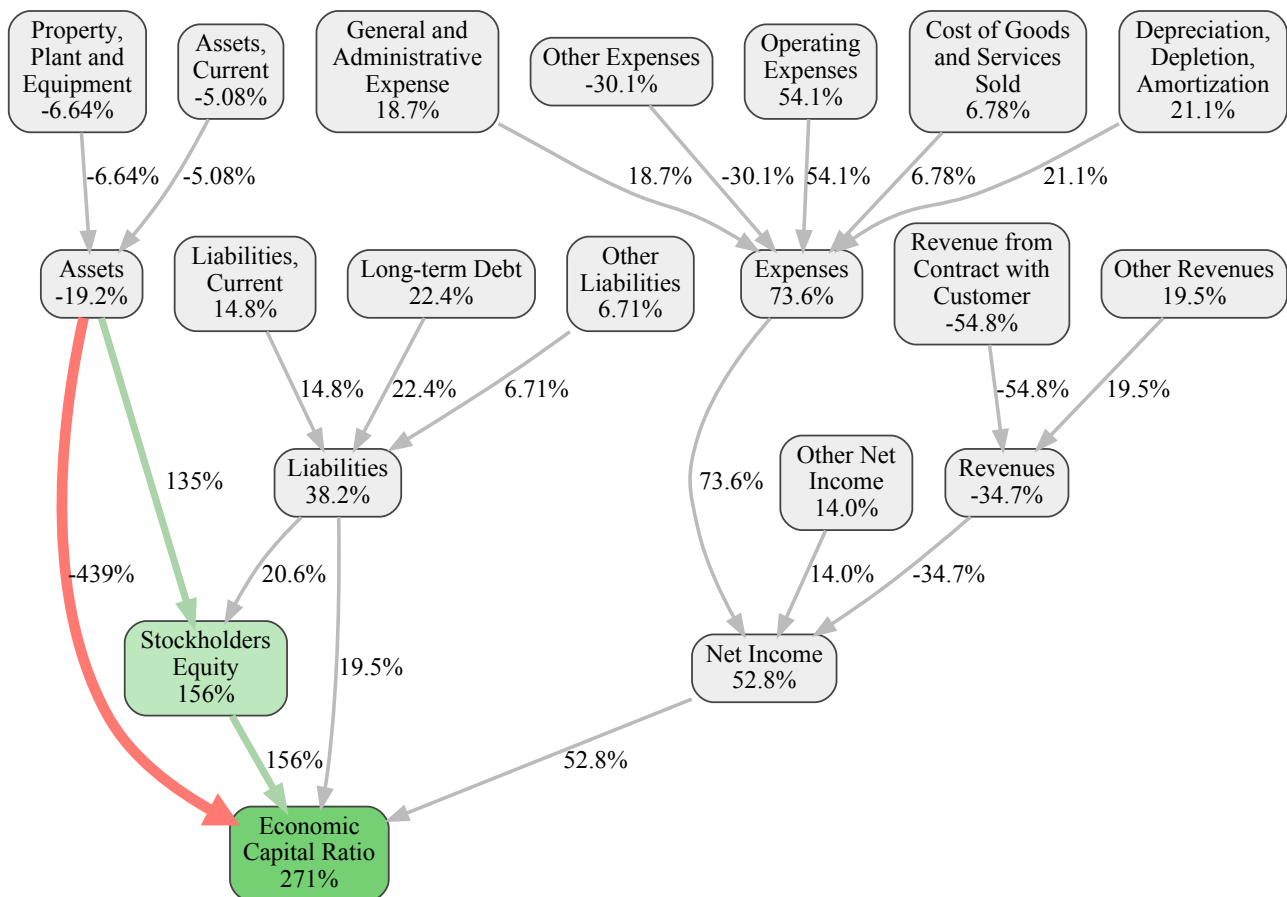 Property,
Plant and
Equipment
-6.64%
Assets,
Current
-5.08%
General and
Administrative
Expense
18.7%
Other Expenses
-30.1%
Operating
Expenses
54.1%
Cost of Goods
and Services
Sold
6.78%
Depreciation,
Depletion,
Amortization
21.1%
-6.64%
-5.08%
18.7%
-30.1%
54.1%
6.78%
21.1%
Assets
-19.2%
Liabilities,
Current
14.8%
Long-term Debt
22.4%
Other
Liabilities
6.71%
Expenses
73.6%
Revenue from
Contract with
Customer
-54.8%
Other Revenues
19.5%
14.8%
22.4%
6.71%
-54.8%
19.5%
135%
Liabilities
38.2%
73.6%
Other Net
Income
14.0%
Revenues
-34.7%
-439%
20.6%
14.0%
-34.7%
Stockholders
Equity
156%
19.5%
Net Income
52.8%
156%
52.8%
Economic
Capital Ratio
271%